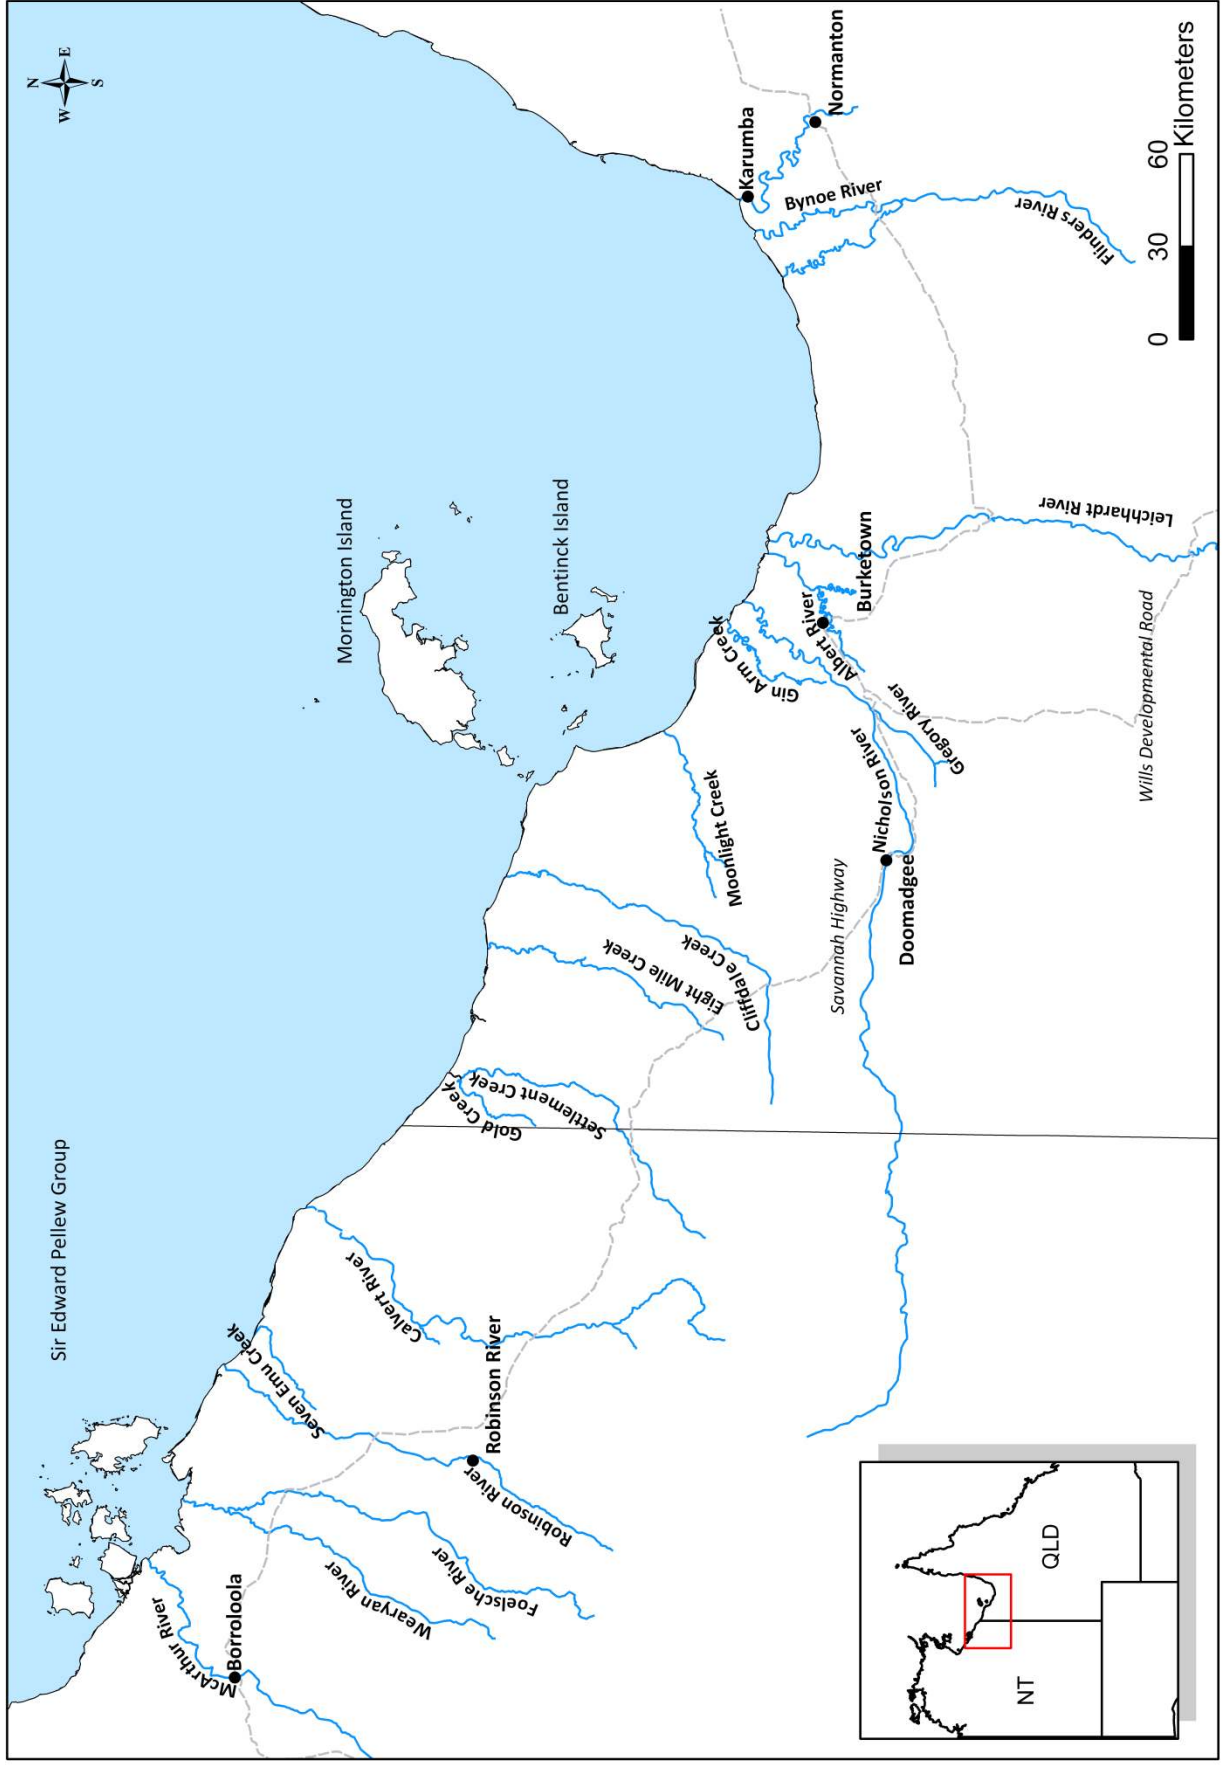 N
W
E
S
Sir Edward Pellew Group
Mornington Island
Bentinck Island
McArthur River
Borroloola
Wearyan River
Foelsche River
Robinson River
Robinson River
Seven Emu Creek
Calvert River
Gold Creek
Settlement Creek
Eight Mile Creek
Cliffdale Creek
Moonlight Creek
Savannah Highway
Doomadgee
Nicholson River
Gregory River
Gin Arm Creek
Albert River
Burketown
Leichhardt River
Wills Developmental Road
Karumba
Normanton
Bynoe River
Flinders River
0 30 60
Kilometers
NT
QLD